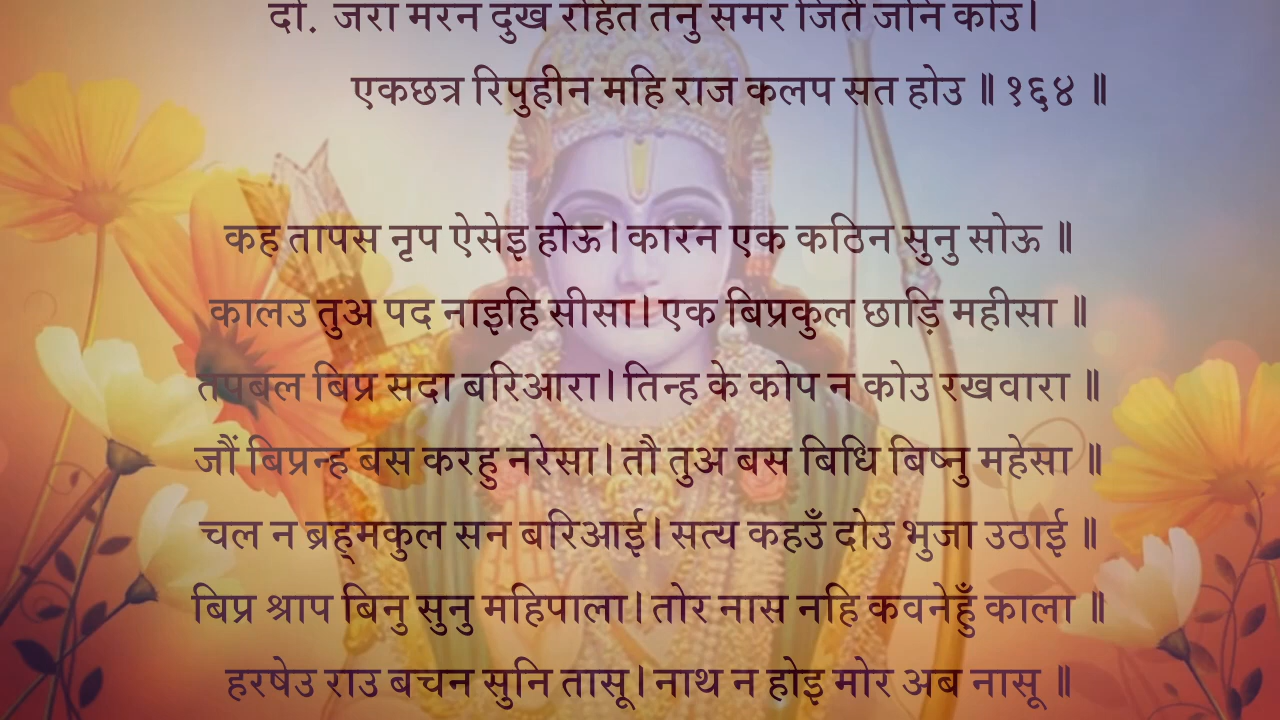 दो. जरा मरन दुख रहित तनु समर जितै जनि कोउ।
एकछत्र रिपुहीन महि राज कलप सत होउ ॥ १६४ ॥
कह तापस नृप ऐसेइ होऊ। कारन एक कठिन सुनु सोऊ ॥
कालउ तुअ पद नाइहि सीसा। एक बिप्रकुल छाड़ि महीसा ॥
तपबल बिप्र सदा बरिआरा। तिन्ह के कोप न कोउ रखवारा ॥
जौं बिप्रन्ह बस करहु नरेसा। तौ तुअ बस बिधि बिष्नु महेसा ॥
चल न ब्रह्मकुल सन बरिआई। सत्य कहउँ दोउ भुजा उठाई ॥
बिप्र श्राप बिनु सुनु महिपाला। तोर नास नहि कवनेहुँ काला ॥
हरषेउ राउ बचन सुनि तासू। नाथ न होइ मोर अब नासू ॥